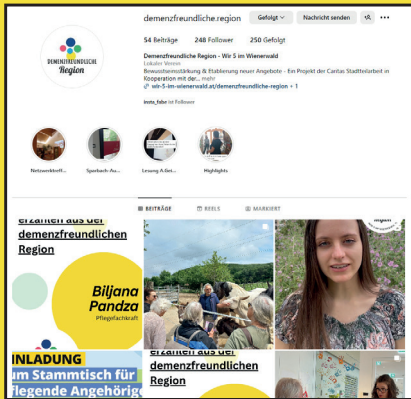 demenzfreundliche.region
Gefolgt
Nachricht senden
54 Beiträge
248 Follower
250 Gefolgt
DEMENZFREUNDLICHE
Region
Demenzfreundliche Region - Wir 5 im Wienerwald
Lokaler Verein
Bewusstseinsstärkung & Etablierung neuer Angebote - Ein Projekt der Caritas Stadtteilarbeit in
Kooperation mit der... mehr
wir-5-im-wienerwald.at/demenzfreundliche-region + 1
ist Follower
Netzwerktreff...
Sperbach-Au...
Lesung A.Get...
Highlights
BEITRÄGE
REELS
MARKIERT
erzählen aus der
demenzfreundlichen
Region
Biljana
Pandza
Pflegefachkraft
INLADUNG
um Stammtisch für
flegende Angehörig
erzählen aus der
demenzfreundlichen
Region